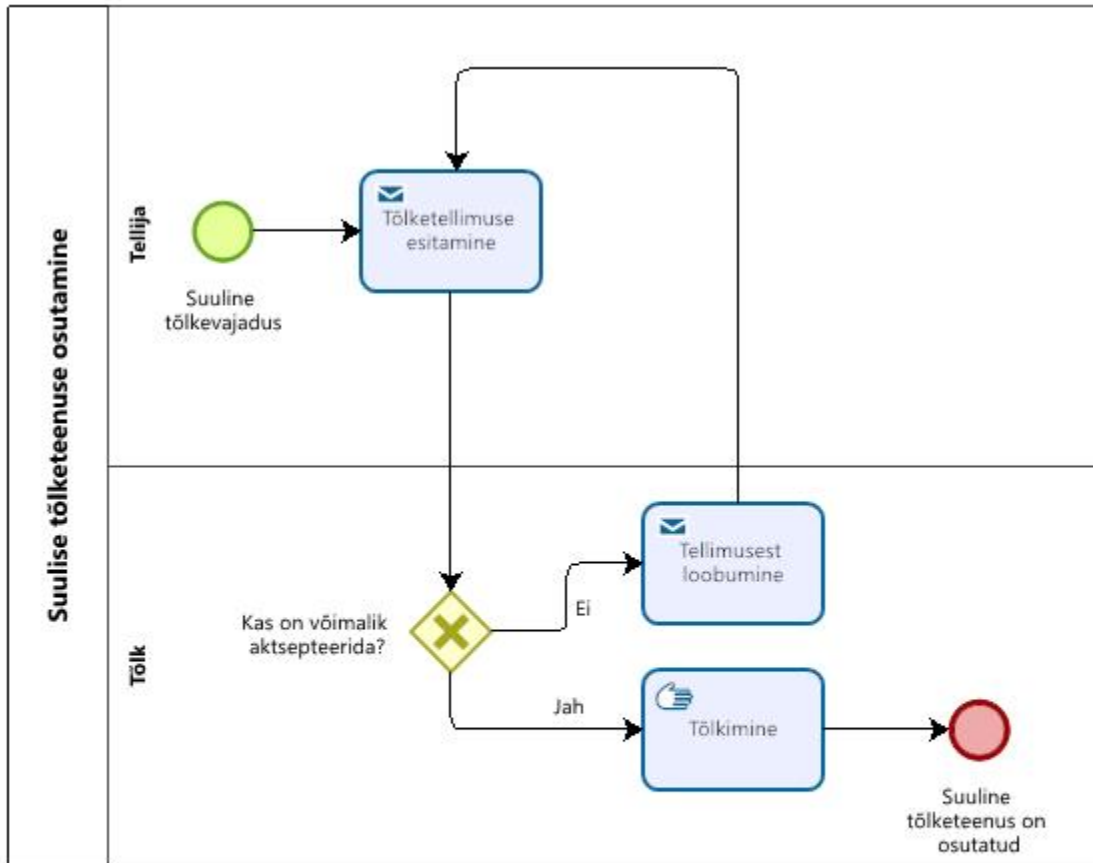 Suulise tõlketeenuse osutamine
Tellija
Suuline
tõlkevajadus
Tõlketellimuse
esitamine
Tõlk
Kas on võimalik
aktsepteerida?
Ei
Tellimusest
loobumine
Jah
Tõlkimine
Suuline
tõlketeenus on
osutatud